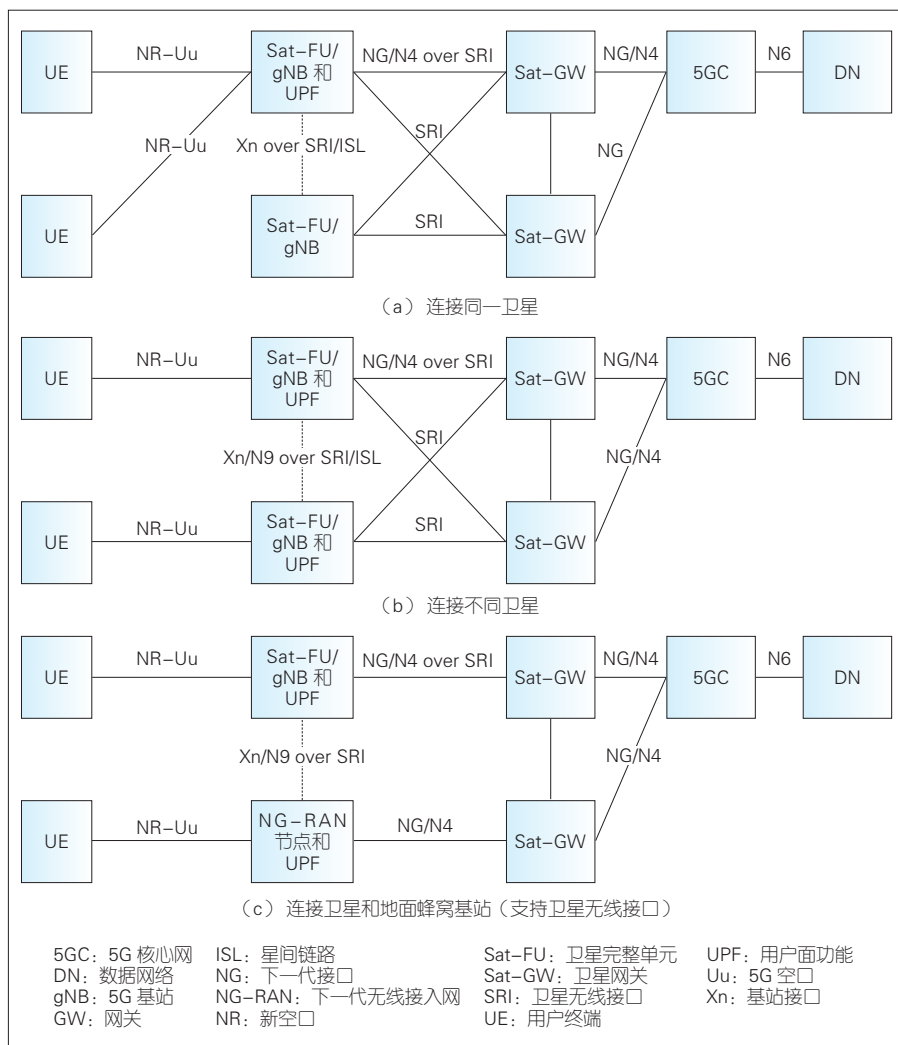 UE
NR-Uu
Sat-FU/
gNB 和
UPF
NG/N4 over SRI
Sat-GW
NG/N4
5GC
N6
DN
NR-Uu
Xn over SRI/ISL
SRI
NG
UE
Sat-FU/
gNB
SRI
Sat-GW
（a）连接同一卫星
UE
NR-Uu
Sat-FU/
gNB 和
UPF
NG/N4 over SRI
Sat-GW
NG/N4
5GC
N6
DN
Xn/N9 over SRI/ISL
SRI
NG/N4
UE
NR-Uu
Sat-FU/
gNB 和
UPF
SRI
Sat-GW
（b）连接不同卫星
UE
NR-Uu
Sat-FU/
gNB 和
UPF
NG/N4 over SRI
Sat-GW
NG/N4
5GC
N6
DN
Xn/N9 over SRI
NG/N4
UE
NR-Uu
NG-RAN
节点和
UPF
NG/N4
Sat-GW
（c）连接卫星和地面蜂窝基站（支持卫星无线接口）
5GC：5G 核心网 ISL：星间链路 Sat-FU：卫星完整单元 UPF：用户面功能
DN：数据网络 NG：下一代接口 Sat-GW：卫星网关 Uu：5G 空口
gNB：5G 基站 NG-RAN：下一代无线接入网 SRI：卫星无线接口 Xn：基站接口
GW：网关 NR：新空口 UE：用户终端